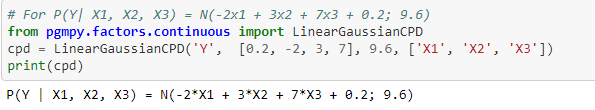 # For P(Y| X1, X2, X3) = N(-2x1 + 3x2 + 7x3 + 0.2; 9.6)
from pgmpy.factors.continuous import LinearGaussianCPD
cpd = LinearGaussianCPD('Y',  [0.2, -2, 3, 7], 9.6, ['X1', 'X2', 'X3'])
print(cpd)
P(Y | X1, X2, X3) = N(-2*X1 + 3*X2 + 7*X3 + 0.2; 9.6)